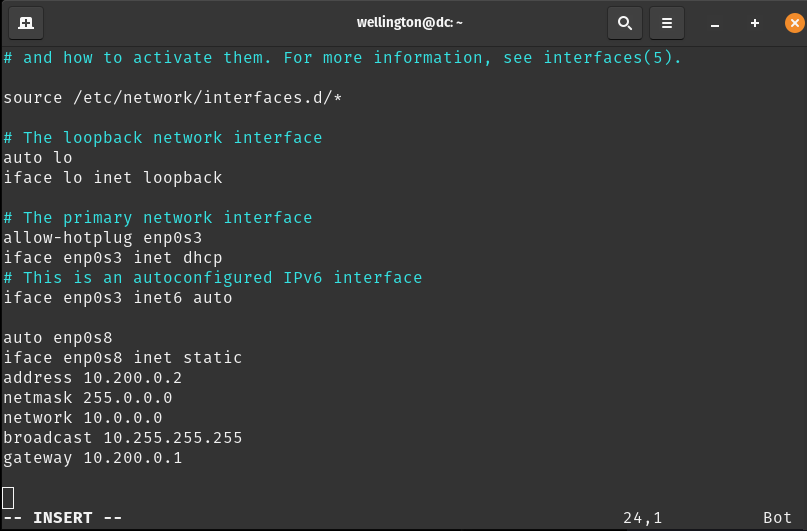 wellington@dc: ~
# and how to activate them. For more information, see interfaces(5).
source /etc/network/interfaces.d/*
# The loopback network interface
auto lo
iface lo inet loopback
# The primary network interface
allow-hotplug enp0s3
iface enp0s3 inet dhcp
# This is an autoconfigured IPv6 interface
iface enp0s3 inet6 auto
auto enp0s8
iface enp0s8 inet static
address 10.200.0.2
netmask 255.0.0.0
network 10.0.0.0
broadcast 10.255.255.255
gateway 10.200.0.1
-- INSERT -- 24,1 Bot